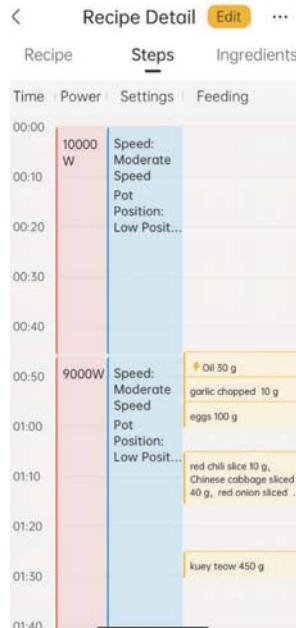 Recipe Detail Edit ...
Recipe Steps Ingredients
Time Power Settings Feeding
00:00
10000
W
Speed:
Moderate
Speed
Pot
Position:
Low Posit...
00:10
00:20
00:30
00:40
00:50
9000W
Speed:
Moderate
Speed
Pot
Position:
Low Posit...
Oil 30 g
garlic chopped 10 g
eggs 100 g
01:00
red chili slice 10 g,
Chinese cabbage sliced
40 g, red onion sliced ..
01:10
01:20
kuey teow 450 g
01:30
01:40